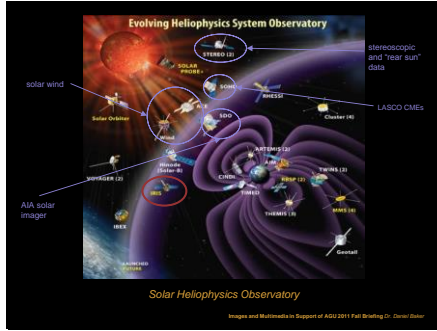 Evolving Heliophysics System Observatory
STEREO (2)
stereoscopic
and "rear sun"
data
SOLAR
PROBE+
SOHO
RHESSI
solar wind
ACE
LASCO CMEs
Solar Orbiter
SDO
Cluster (4)
Wind
ARTEMIS (2)
AIM
Hinode
(Solar-B)
VOYAGER (2)
CINDI
TWINS (2)
RBSP (2)
TIMED
IRIS
AIA solar
imager
THEMIS (3)
MMS (4)
IBEX
Geotail
LAUNCHED
FUTURE
Solar Heliophysics Observatory
Images and Multimedia in Support of AGU 2011 Fall Briefing Dr. Daniel Baker